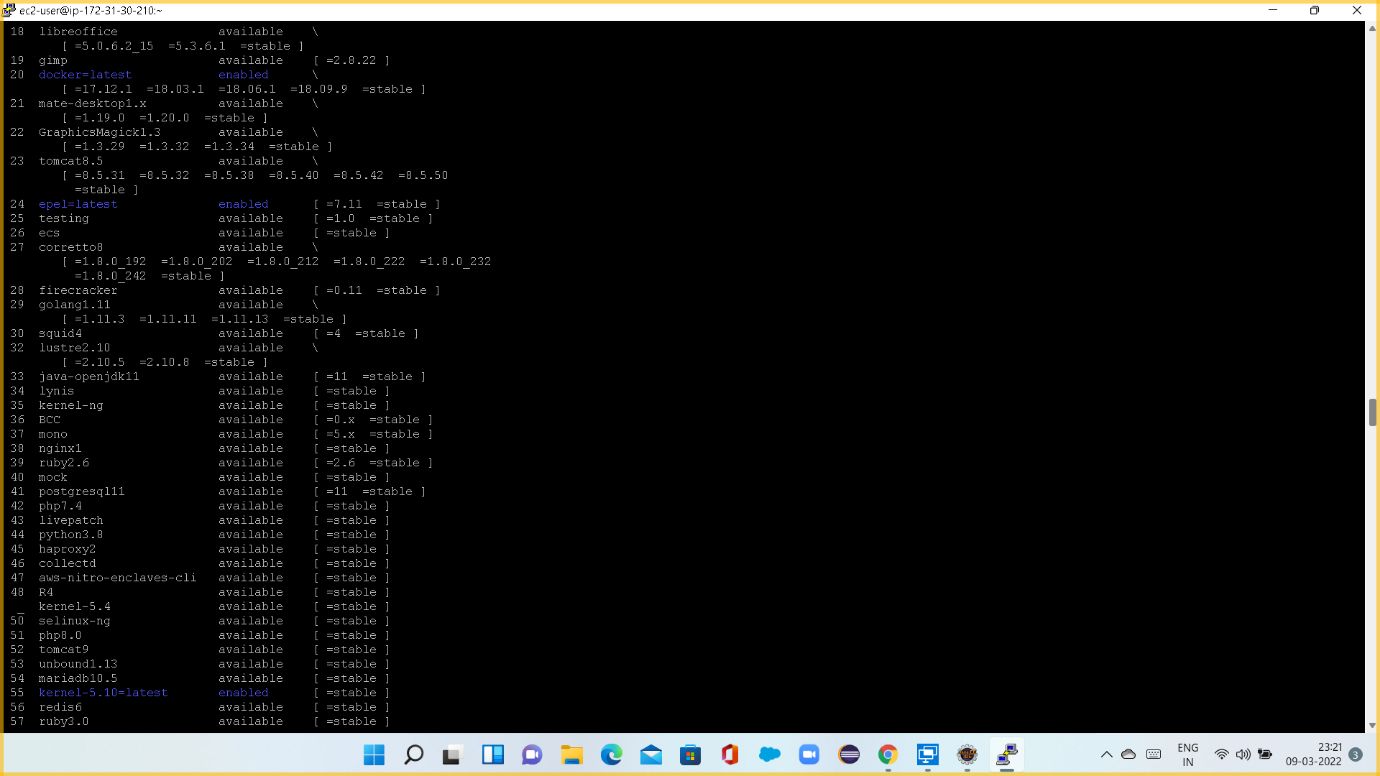 ec2-user@ip-172-31-30-210:~
18 libreoffice available \
[ =5.0.6.2_15 =5.3.6.1 =stable ]
19 gimp available [ =2.8.22 ]
20 docker=latest enabled \
[ =17.12.1 =18.03.1 =18.06.1 =18.09.9 =stable ]
21 mate-desktop1.x available \
[ =1.19.0 =1.20.0 =stable ]
22 GraphicsMagick1.3 available \
[ =1.3.29 =1.3.32 =1.3.34 =stable ]
23 tomcat8.5 available \
[ =8.5.31 =8.5.32 =8.5.38 =8.5.40 =8.5.42 =8.5.50
=stable ]
24 epel=latest enabled [ =7.11 =stable ]
25 testing available [ =1.0 =stable ]
26 ecs available [ =stable ]
27 corretto8 available \
[ =1.8.0_192 =1.8.0_202 =1.8.0_212 =1.8.0_222 =1.8.0_232
=1.8.0_242 =stable ]
28 firecracker available [ =0.11 =stable ]
29 golang1.11 available \
[ =1.11.3 =1.11.11 =1.11.13 =stable ]
30 squid4 available [ =4 =stable ]
32 lustre2.10 available \
[ =2.10.5 =2.10.8 =stable ]
33 java-openjdk11 available [ =11 =stable ]
34 lynis available [ =stable ]
35 kernel-ng available [ =stable ]
36 BCC available [ =0.x =stable ]
37 mono available [ =5.x =stable ]
38 nginx1 available [ =stable ]
39 ruby2.6 available [ =2.6 =stable ]
40 mock available [ =stable ]
41 postgresql11 available [ =11 =stable ]
42 php7.4 available [ =stable ]
43 livepatch available [ =stable ]
44 python3.8 available [ =stable ]
45 haproxy2 available [ =stable ]
46 collectd available [ =stable ]
47 aws-nitro-enclaves-cli available [ =stable ]
48 R4 available [ =stable ]
_ kernel-5.4 available [ =stable ]
50 selinux-ng available [ =stable ]
51 php8.0 available [ =stable ]
52 tomcat9 available [ =stable ]
53 unbound1.13 available [ =stable ]
54 mariadb10.5 available [ =stable ]
55 kernel-5.10=latest enabled [ =stable ]
56 redis6 available [ =stable ]
57 ruby3.0 available [ =stable ]
ENG
IN
23:21
09-03-2022
3